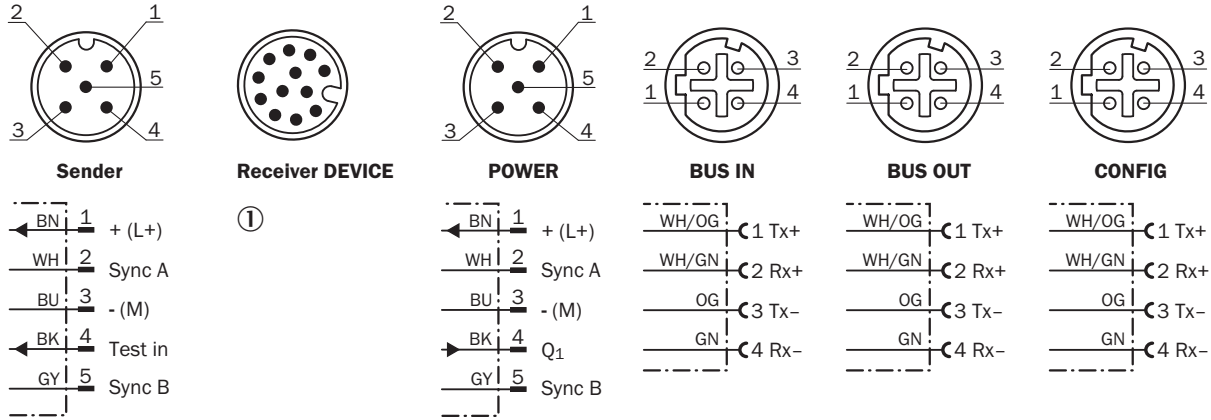 2 1
5
3 4
Sender
BN 1 + (L+)
WH 2 Sync A
BU 3 - (M)
BK 4 Test in
GY 5 Sync B
Receiver DEVICE
①
2 1
5
3 4
POWER
BN 1 + (L+)
WH 2 Sync A
BU 3 - (M)
BK 4 Q1
GY 5 Sync B
2 3
1 4
BUS IN
WH/OG 1 Tx+
WH/GN 2 Rx+
OG 3 Tx–
GN 4 Rx–
2 3
1 4
BUS OUT
WH/OG 1 Tx+
WH/GN 2 Rx+
OG 3 Tx–
GN 4 Rx–
2 3
1 4
CONFIG
WH/OG 1 Tx+
WH/GN 2 Rx+
OG 3 Tx–
GN 4 Rx–